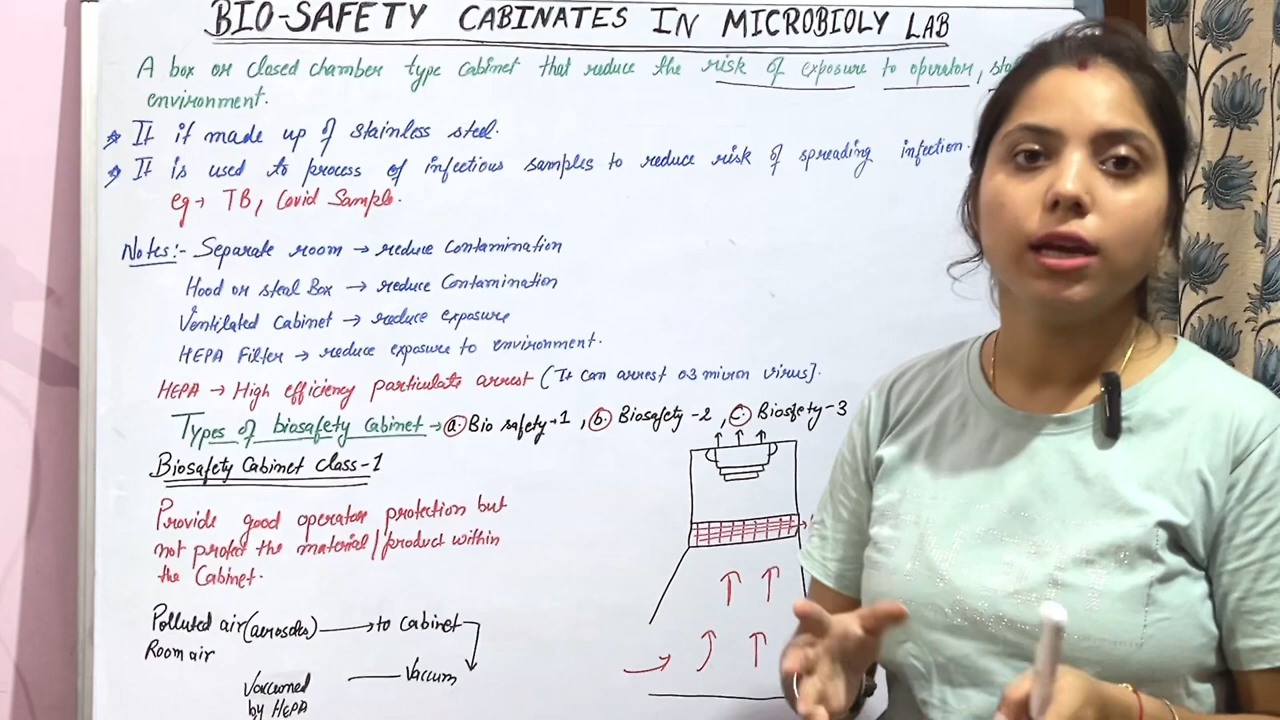 BIO-SAFETY CABINATES IN MICROBIOLY LAB
A box or closed chamber type cabinet that reduce the risk of exposure to operator,
environment.
It if made up of stainless steel.
It is used to process of infectious samples to reduce risk of spreading infection.
eg → TB, Covid Sample.
Notes:- Separate room → reduce Contamination
Hood or steal Box → reduce Contamination
Ventilated Cabinet → reduce exposure
HEPA Filter → reduce exposure to environment.
HEPA → High efficiency particulate arrest (It can arrest 03 micron virus].
Types of biosafety Cabinet → a. Bio safety-1, b. Biosafety-2, c. Biosfety-3
Biosafety Cabinet class-1
Provide good operator protection but
not protect the material/product within
the Cabinet.
Polluted air (aerosoles) → to Cabinet
Room air
Vaccum
Vaccumed
by HEPA